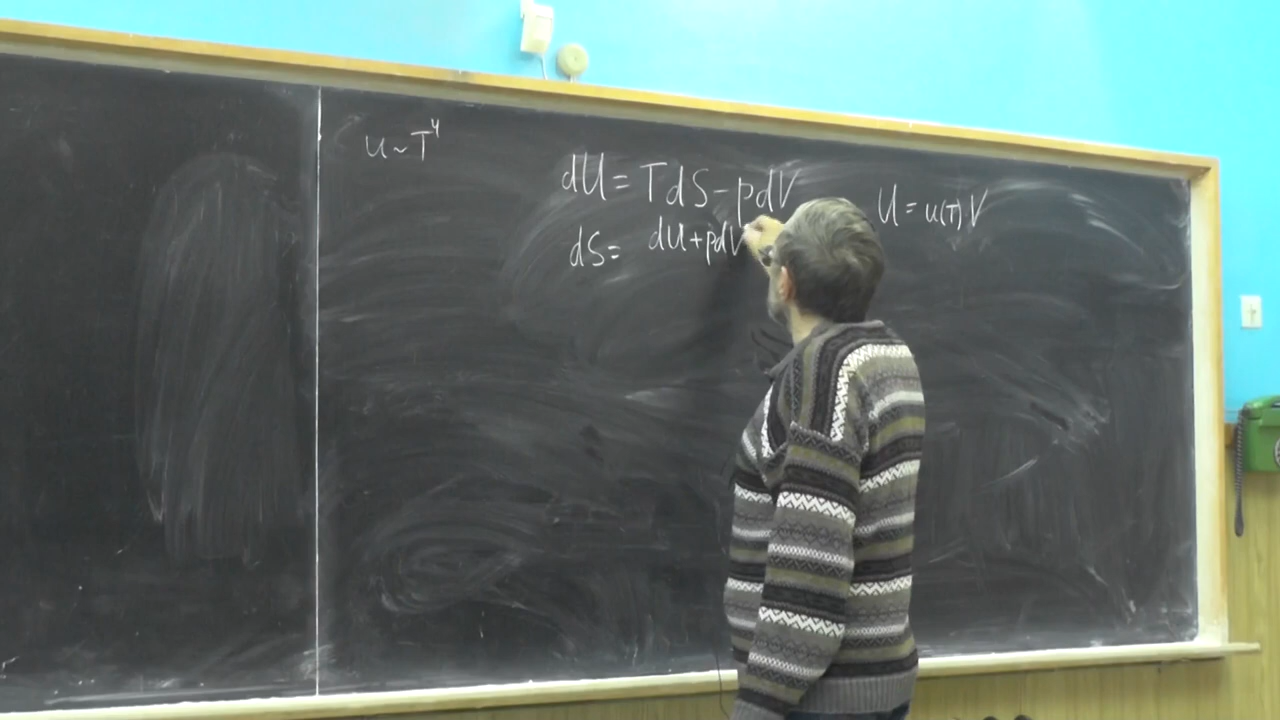 u ~ T⁴
dU = TdS - pdV
U = u(T)V
dS = dU + pdV